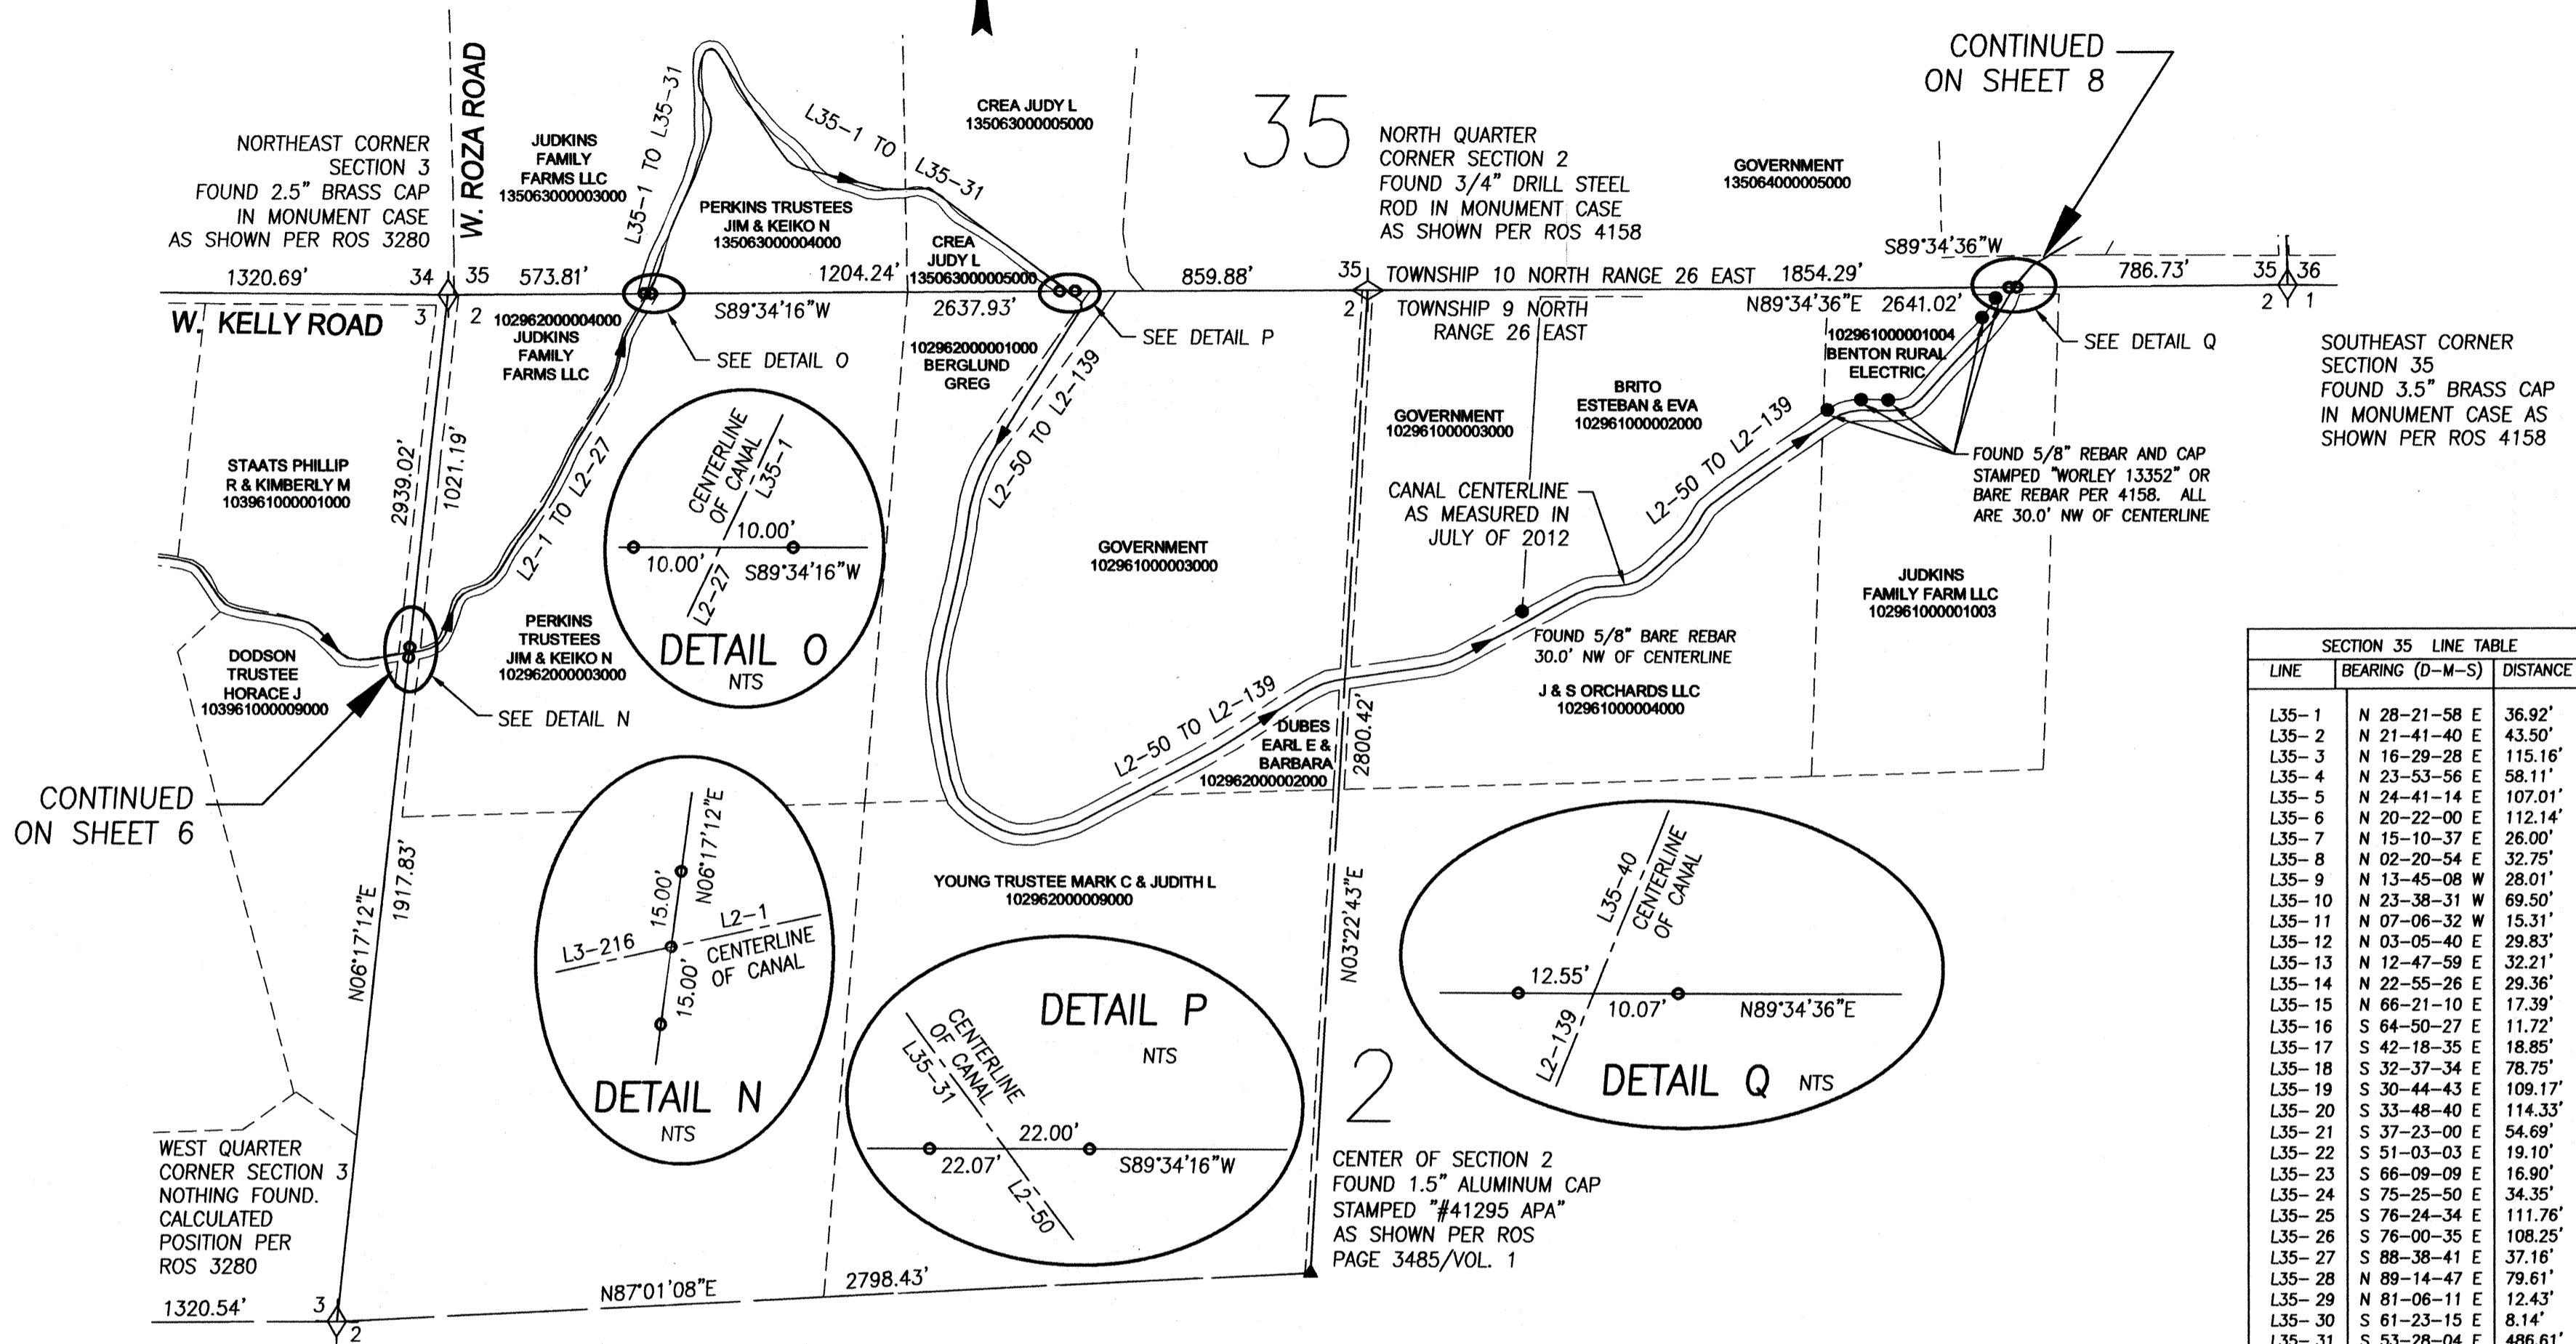 CONTINUED
ON SHEET 8
NORTHEAST CORNER
SECTION 3
FOUND 2.5" BRASS CAP
IN MONUMENT CASE
AS SHOWN PER ROS 3280
W. ROZA ROAD
JUDKINS
FAMILY
FARMS LLC
135063000003000
L35-1 TO L35-31
L35-1 TO L35-31
PERKINS TRUSTEES
JIM & KEIKO N
135063000004000
CREA JUDY L
135063000005000
CREA
JUDY L
135063000005000
35
NORTH QUARTER
CORNER SECTION 2
FOUND 3/4" DRILL STEEL
ROD IN MONUMENT CASE
AS SHOWN PER ROS 4158
GOVERNMENT
135064000005000
S89°34'36"W
1320.69'
34
35
573.81'
1204.24'
859.88'
35
TOWNSHIP 10 NORTH RANGE 26 EAST
1854.29'
786.73'
35
36
W. KELLY ROAD
3
2
102962000004000
JUDKINS
FAMILY
FARMS LLC
S89°34'16"W
2637.93'
2
TOWNSHIP 9 NORTH
RANGE 26 EAST
N89°34'36"E
2641.02'
2
1
SEE DETAIL O
SEE DETAIL P
SEE DETAIL Q
102962000001000
BERGLUND
GREG
102961000001004
BENTON RURAL
ELECTRIC
SOUTHEAST CORNER
SECTION 35
FOUND 3.5" BRASS CAP
IN MONUMENT CASE AS
SHOWN PER ROS 4158
STAATS PHILLIP
R & KIMBERLY M
103961000001000
2939.02'
1021.19'
L2-1 TO L2-27
CENTERLINE
OF CANAL
L35-1
10.00'
10.00'
S89°34'16"W
L2-27
DETAIL O
NTS
L2-50 TO L2-139
GOVERNMENT
102961000003000
GOVERNMENT
102961000003000
BRITO
ESTEBAN & EVA
102961000002000
L2-50 TO L2-139
CANAL CENTERLINE
AS MEASURED IN
JULY OF 2012
FOUND 5/8" REBAR AND CAP
STAMPED "WORLEY 13352" OR
BARE REBAR PER 4158. ALL
ARE 30.0' NW OF CENTERLINE
JUDKINS
FAMILY FARM LLC
102961000001003
FOUND 5/8" BARE REBAR
30.0' NW OF CENTERLINE
J & S ORCHARDS LLC
102961000004000
DODSON
TRUSTEE
HORACE J
103961000009000
PERKINS
TRUSTEES
JIM & KEIKO N
102962000003000
SEE DETAIL N
L2-50 TO L2-139
DUBES
EARL E &
BARBARA
102962000002000
2800.42'
CONTINUED
ON SHEET 6
1917.83'
N06°17'12"E
N06°17'12"E
15.00'
L3-216
L2-1
CENTERLINE
OF CANAL
15.00'
DETAIL N
NTS
YOUNG TRUSTEE MARK C & JUDITH L
102962000009000
N03°22'43"E
DETAIL P
NTS
CENTERLINE
OF CANAL
L35-31
22.00'
22.07'
S89°34'16"W
L2-50
L35-40
CENTERLINE
OF CANAL
12.55'
10.07'
N89°34'36"E
L2-139
DETAIL Q NTS
2
CENTER OF SECTION 2
FOUND 1.5" ALUMINUM CAP
STAMPED "#41295 APA"
AS SHOWN PER ROS
PAGE 3485/VOL. 1
WEST QUARTER
CORNER SECTION 3
NOTHING FOUND.
CALCULATED
POSITION PER
ROS 3280
1320.54'
3
2
N87°01'08"E
2798.43'
SECTION 35 LINE TABLE
LINE BEARING (D-M-S) DISTANCE
L35-1 N 28-21-58 E 36.92'
L35-2 N 21-41-40 E 43.50'
L35-3 N 16-29-28 E 115.16'
L35-4 N 23-53-56 E 58.11'
L35-5 N 24-41-14 E 107.01'
L35-6 N 20-22-00 E 112.14'
L35-7 N 15-10-37 E 26.00'
L35-8 N 02-20-54 E 32.75'
L35-9 N 13-45-08 W 28.01'
L35-10 N 23-38-31 W 69.50'
L35-11 N 07-06-32 W 15.31'
L35-12 N 03-05-40 E 29.83'
L35-13 N 12-47-59 E 32.21'
L35-14 N 22-55-26 E 29.36'
L35-15 N 66-21-10 E 17.39'
L35-16 S 64-50-27 E 11.72'
L35-17 S 42-18-35 E 18.85'
L35-18 S 32-37-34 E 78.75'
L35-19 S 30-44-43 E 109.17'
L35-20 S 33-48-40 E 114.33'
L35-21 S 37-23-00 E 54.69'
L35-22 S 51-03-03 E 19.10'
L35-23 S 66-09-09 E 16.90'
L35-24 S 75-25-50 E 34.35'
L35-25 S 76-24-34 E 111.76'
L35-26 S 76-00-35 E 108.25'
L35-27 S 88-38-41 E 37.16'
L35-28 N 89-14-47 E 79.61'
L35-29 N 81-06-11 E 12.43'
L35-30 S 61-23-15 E 8.14'
L35-31 S 53-28-04 E 486.61'